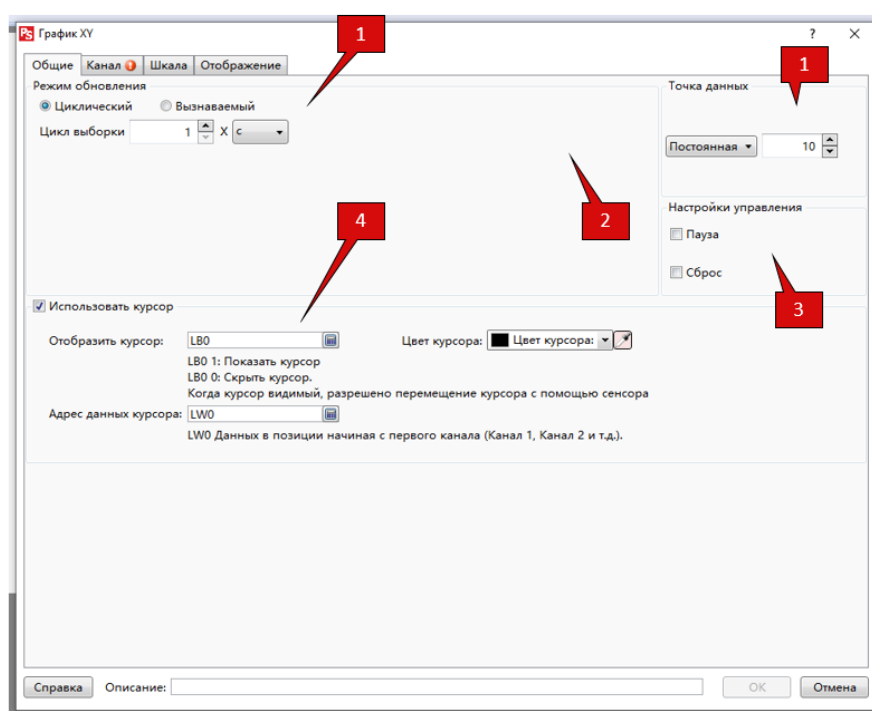 PS График XY
? ×
1
1
Общие Канал Шкала Отображение
Режим обновления
Циклический Вызнаваемый
Цикл выборки 1 X с
Точка данных
Постоянная 10
2
4
Настройки управления
Пауза
Сброс
3
Использовать курсор
Отобразить курсор: LB0 Цвет курсора: Цвет курсора:
LB0 1: Показать курсор
LB0 0: Скрыть курсор.
Когда курсор видимый, разрешено перемещение курсора с помощью сенсора
Адрес данных курсора: LW0
LW0 Данных в позиции начиная с первого канала (Канал 1, Канал 2 и т.д.).
Справка Описание: OK Отмена